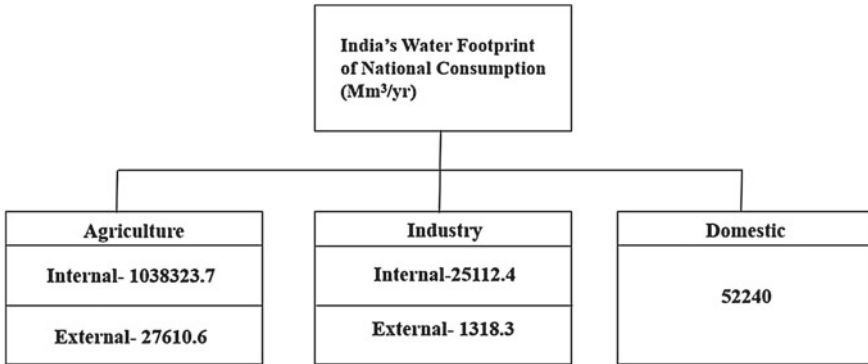 India's Water Footprint
of National Consumption
(Mm³/yr)
Agriculture
Internal- 1038323.7
External- 27610.6
Industry
Internal-25112.4
External- 1318.3
Domestic
52240